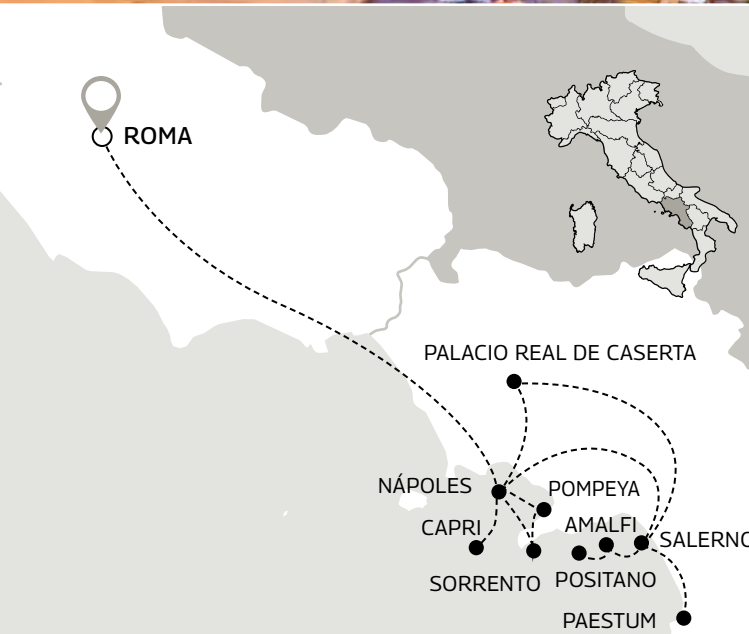 ROMA
PALACIO REAL DE CASERTA
NÁPOLES
POMPEYA
CAPRI
AMALFI
SALERNO
SORRENTO
POSITANO
PAESTUM